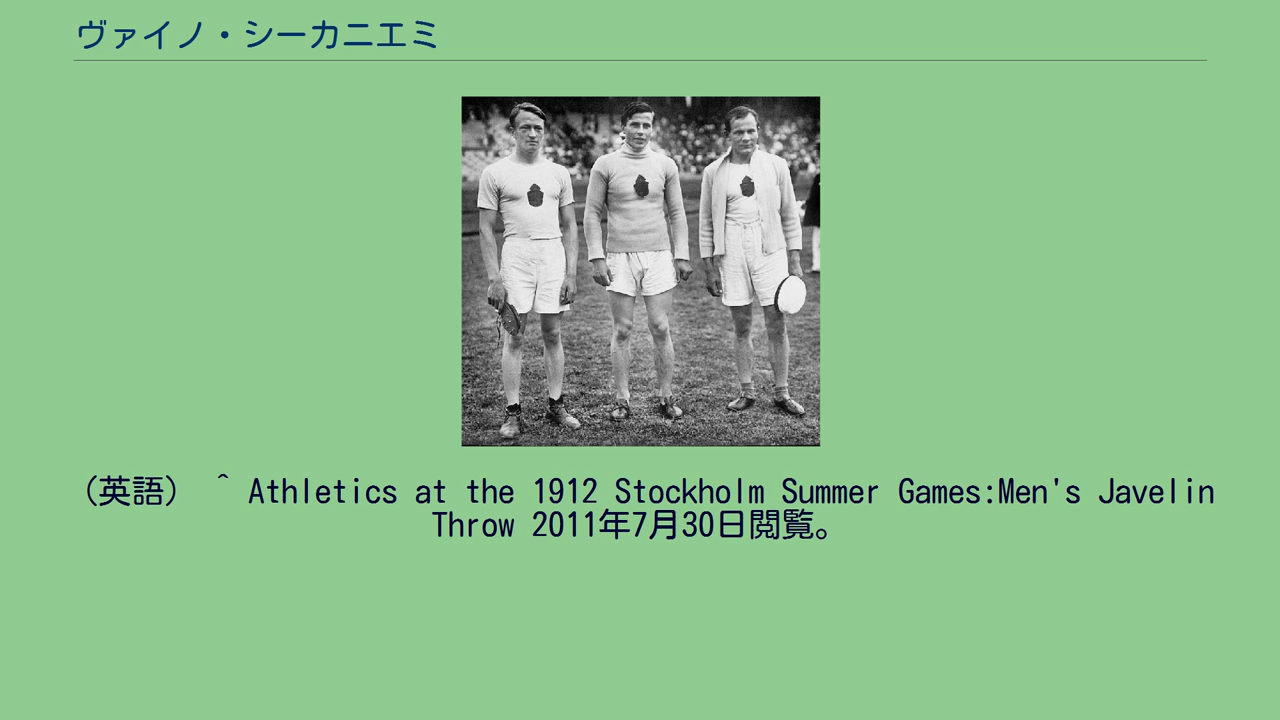 ヴァイノ・シーカニエミ
（英語） ^ Athletics at the 1912 Stockholm Summer Games:Men's Javelin
Throw 2011年7月30日閲覧。